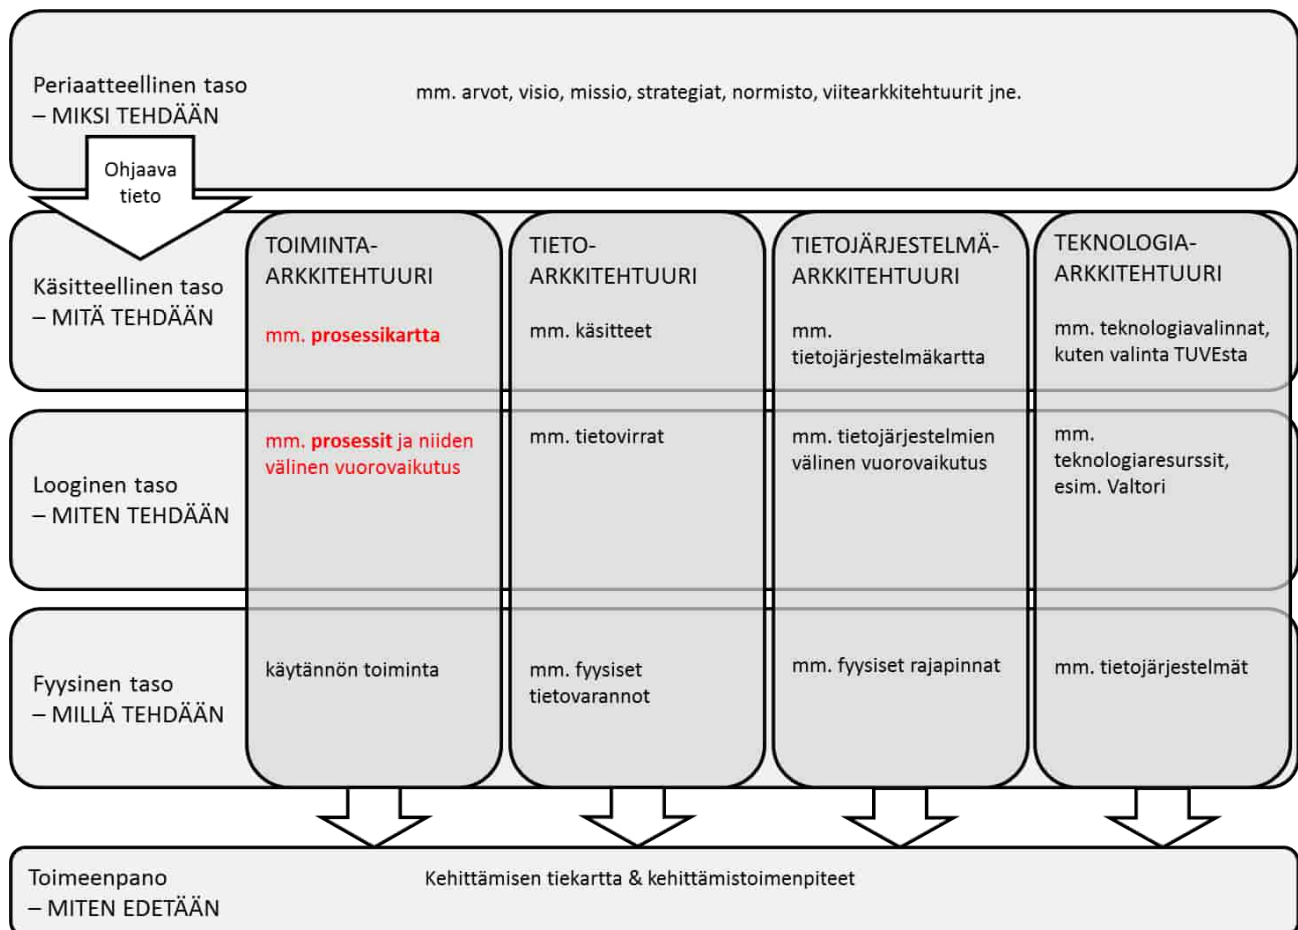 Periaatteellinen taso
– MIKSI TEHDÄÄN
mm. arvot, visio, missio, strategiat, normisto, viitearkkitehtuurit jne.
Ohjaava
tieto
Käsitteellinen taso
– MITÄ TEHDÄÄN
TOIMINTA-
ARKKITEHTUURI
mm. prosessikartta
TIETO-
ARKKITEHTUURI
mm. käsitteet
TIETOJÄRJESTELMÄ-
ARKKITEHTUURI
mm.
tietojärjestelmäkartta
TEKNOLOGIA-
ARKKITEHTUURI
mm. teknologiavalinnat,
kuten valinta TUVEsta
Looginen taso
– MITEN TEHDÄÄN
mm. prosessit ja niiden
välinen vuorovaikutus
mm. tietovirrat
mm. tietojärjestelmien
välinen vuorovaikutus
mm.
teknologiaresurssit,
esim. Valtori
Fyysinen taso
– MILLÄ TEHDÄÄN
käytännön toiminta
mm. fyysiset
tietovarannot
mm. fyysiset rajapinnat
mm. tietojärjestelmät
Toimeenpano
– MITEN EDETÄÄN
Kehittämisen tiekartta & kehittämistoimenpiteet